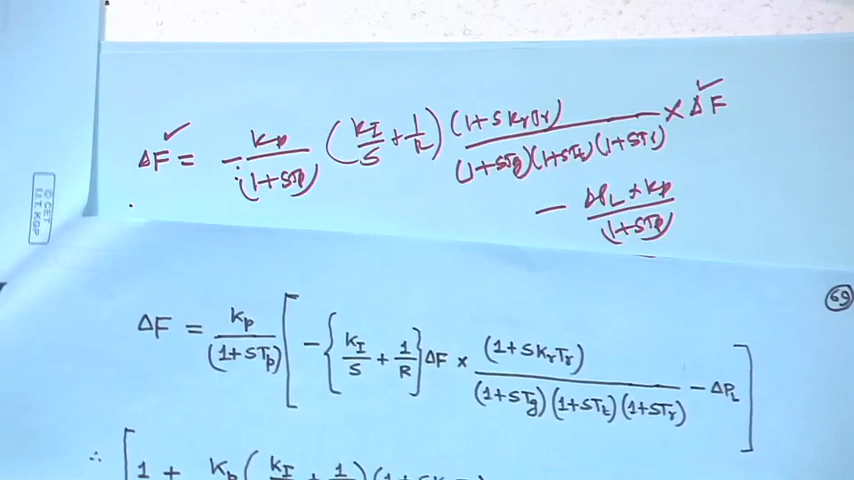 ΔF = - Kp/(1+STp) (KI/S + 1/R) (1+SKrTr)/((1+STg)(1+STt)(1+STr)) × ΔF
- ΔPL * Kp/(1+STp)
© CET
I.I.T. KGP
69
ΔF = Kp/(1+STp) [ - { KI/S + 1/R } ΔF × (1+SKrTr)/((1+STg)(1+STt)(1+STr)) - ΔPL ]
∴ [ 1 + Kp ( KI + 1 ) (1+SK